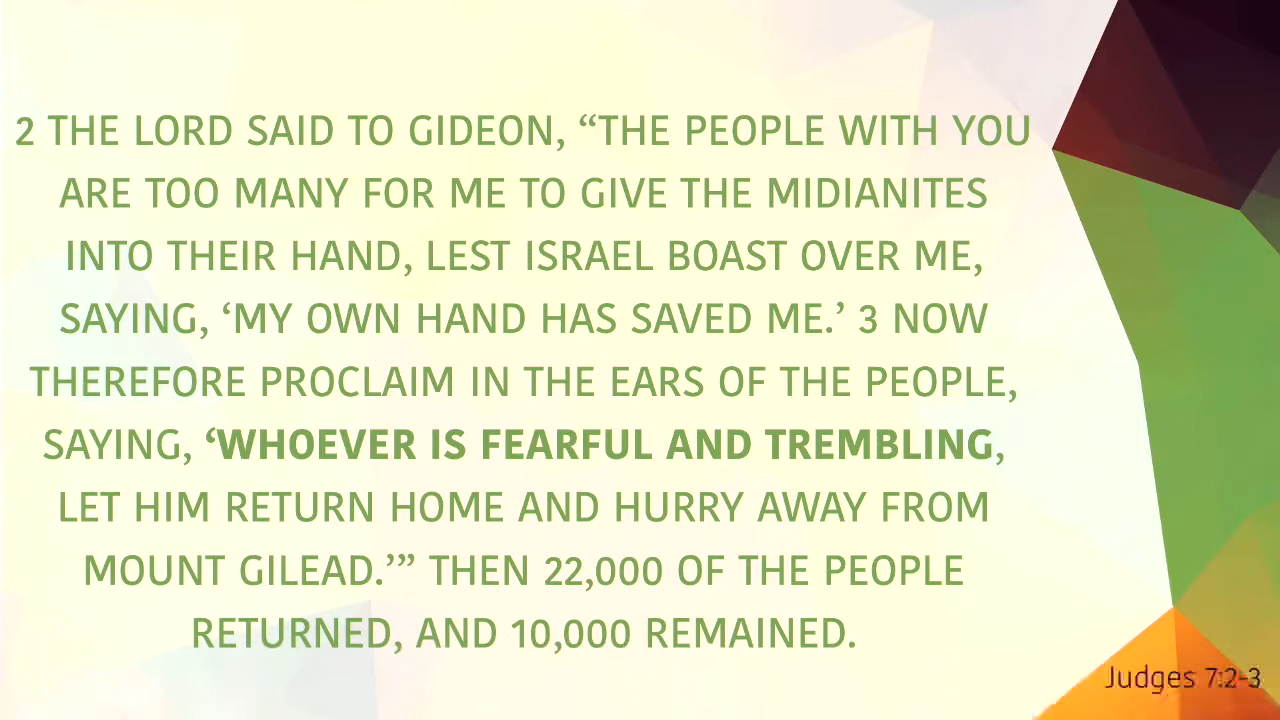 2 THE LORD SAID TO GIDEON, “THE PEOPLE WITH YOU
ARE TOO MANY FOR ME TO GIVE THE MIDIANITES
INTO THEIR HAND, LEST ISRAEL BOAST OVER ME,
SAYING, ‘MY OWN HAND HAS SAVED ME.’ 3 NOW
THEREFORE PROCLAIM IN THE EARS OF THE PEOPLE,
SAYING, ‘WHOEVER IS FEARFUL AND TREMBLING,
LET HIM RETURN HOME AND HURRY AWAY FROM
MOUNT GILEAD.’” THEN 22,000 OF THE PEOPLE
RETURNED, AND 10,000 REMAINED.
Judges 7:2-3